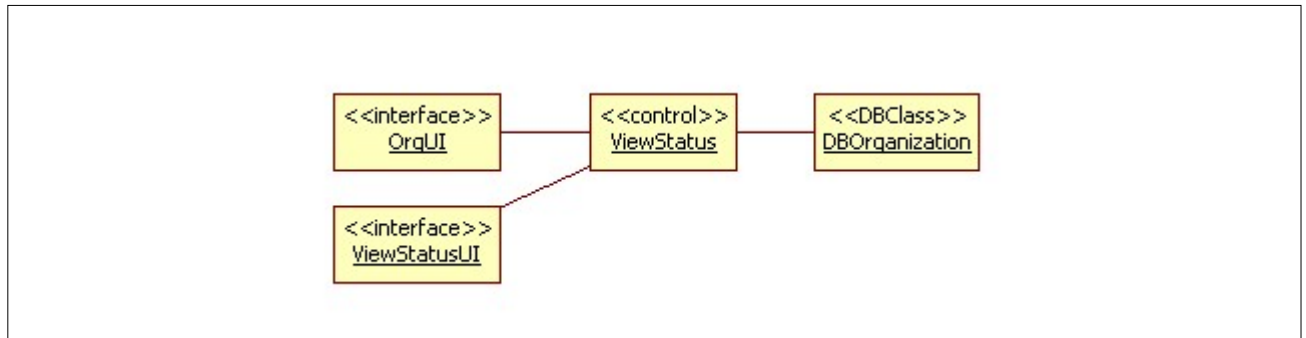 <<interface>>
OrgUI
<<control>>
ViewStatus
<<DBClass>>
DBOrganization
<<interface>>
ViewStatusUI